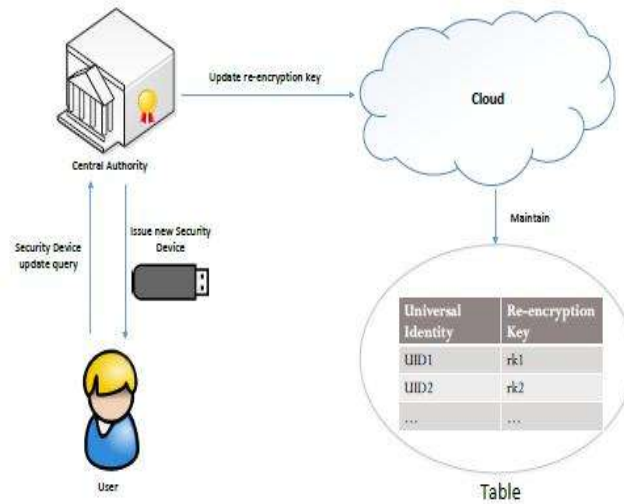 Update re-encryption key
Cloud
Central Authority
Security Device
update query
Issue new Security
Device
Maintain
Universal Identity Re-encryption Key
UID1 rk1
UID2 rk2
... ...
User
Table